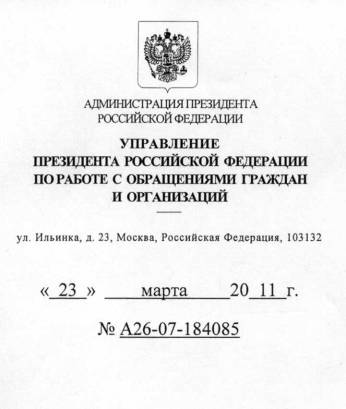 АДМИНИСТРАЦИЯ ПРЕЗИДЕНТА
РОССИЙСКОЙ ФЕДЕРАЦИИ
УПРАВЛЕНИЕ
ПРЕЗИДЕНТА РОССИЙСКОЙ ФЕДЕРАЦИИ
ПО РАБОТЕ С ОБРАЩЕНИЯМИ ГРАЖДАН
И ОРГАНИЗАЦИЙ
ул. Ильинка, д. 23, Москва, Российская Федерация, 103132
« 23 » марта 20 11 г.
№ А26-07-184085